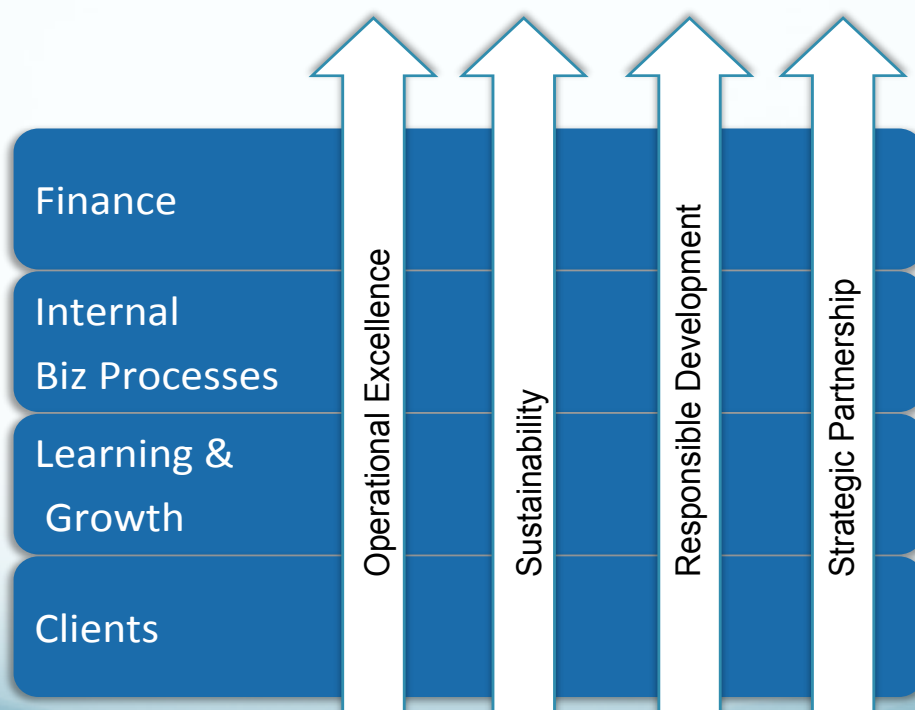 Finance
Internal
Biz Processes
Learning &
Growth
Clients
Operational Excellence
Sustainability
Responsible Development
Strategic Partnership